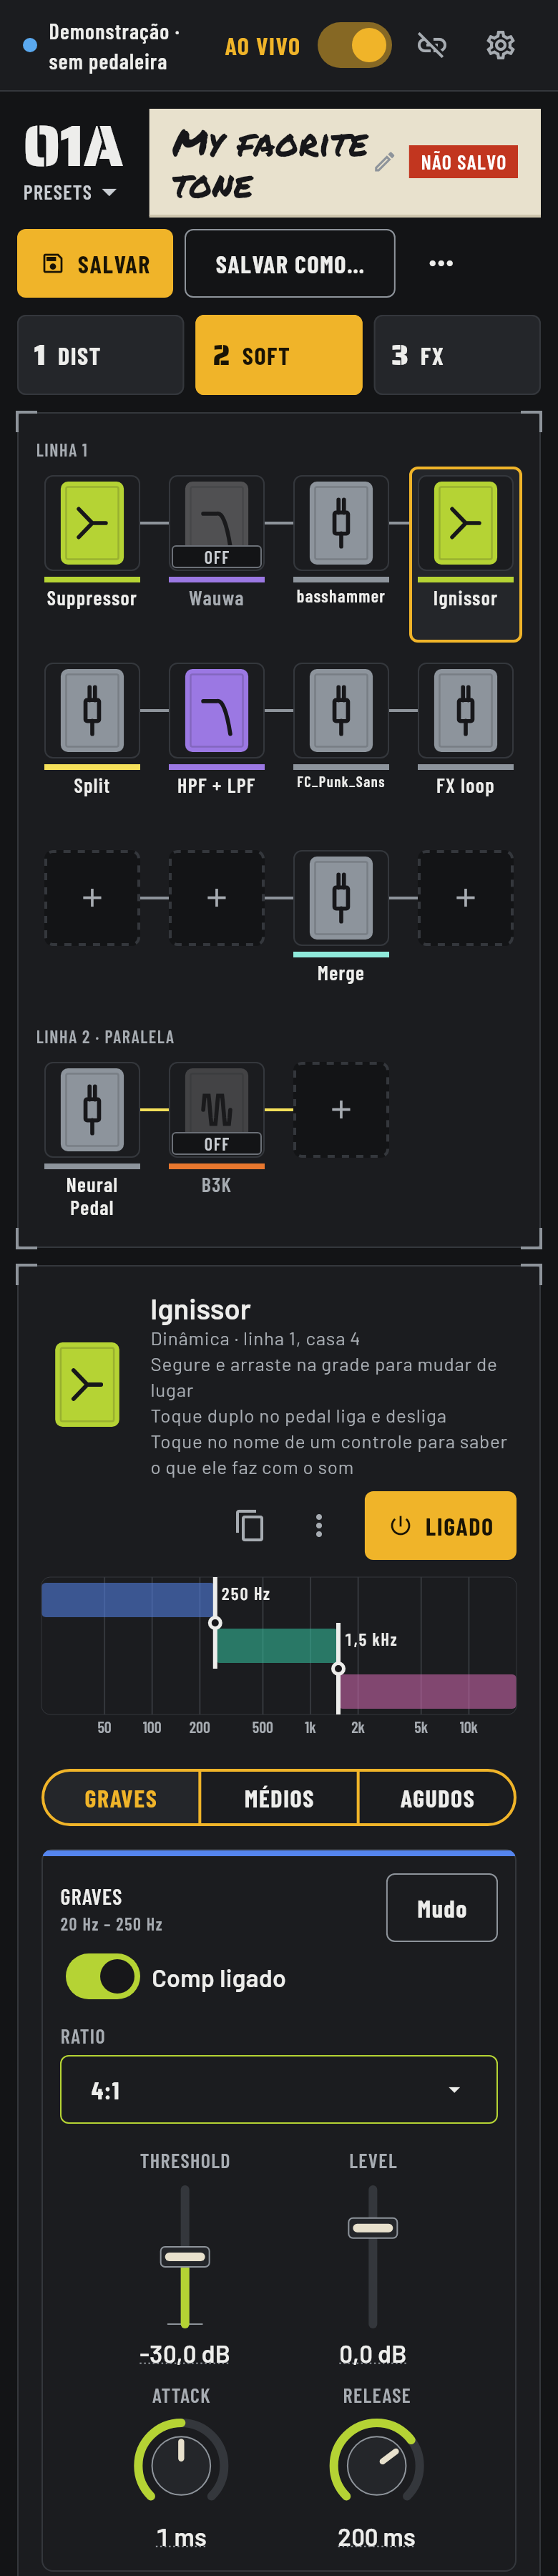 Demonstração ·
sem pedaleira
AO VIVO
01A
PRESETS
MY FAORITE
TONE
NÃO SALVO
SALVAR
SALVAR COMO...
1 DIST
2 SOFT
3 FX
LINHA 1
OFF
Suppressor
Wauwa
basshammer
Ignissor
Split
HPF + LPF
FC_Punk_Sans
FX loop
Merge
LINHA 2 · PARALELA
OFF
Neural
Pedal
B3K
Ignissor
Dinâmica · linha 1, casa 4
Segure e arraste na grade para mudar de
lugar
Toque duplo no pedal liga e desliga
Toque no nome de um controle para saber
o que ele faz com o som
LIGADO
250 Hz
1,5 kHz
50 100 200 500 1k 2k 5k 10k
GRAVES
MÉDIOS
AGUDOS
GRAVES
20 Hz – 250 Hz
Mudo
Comp ligado
RATIO
4:1
THRESHOLD
LEVEL
-30,0 dB
0,0 dB
ATTACK
RELEASE
1 ms
200 ms